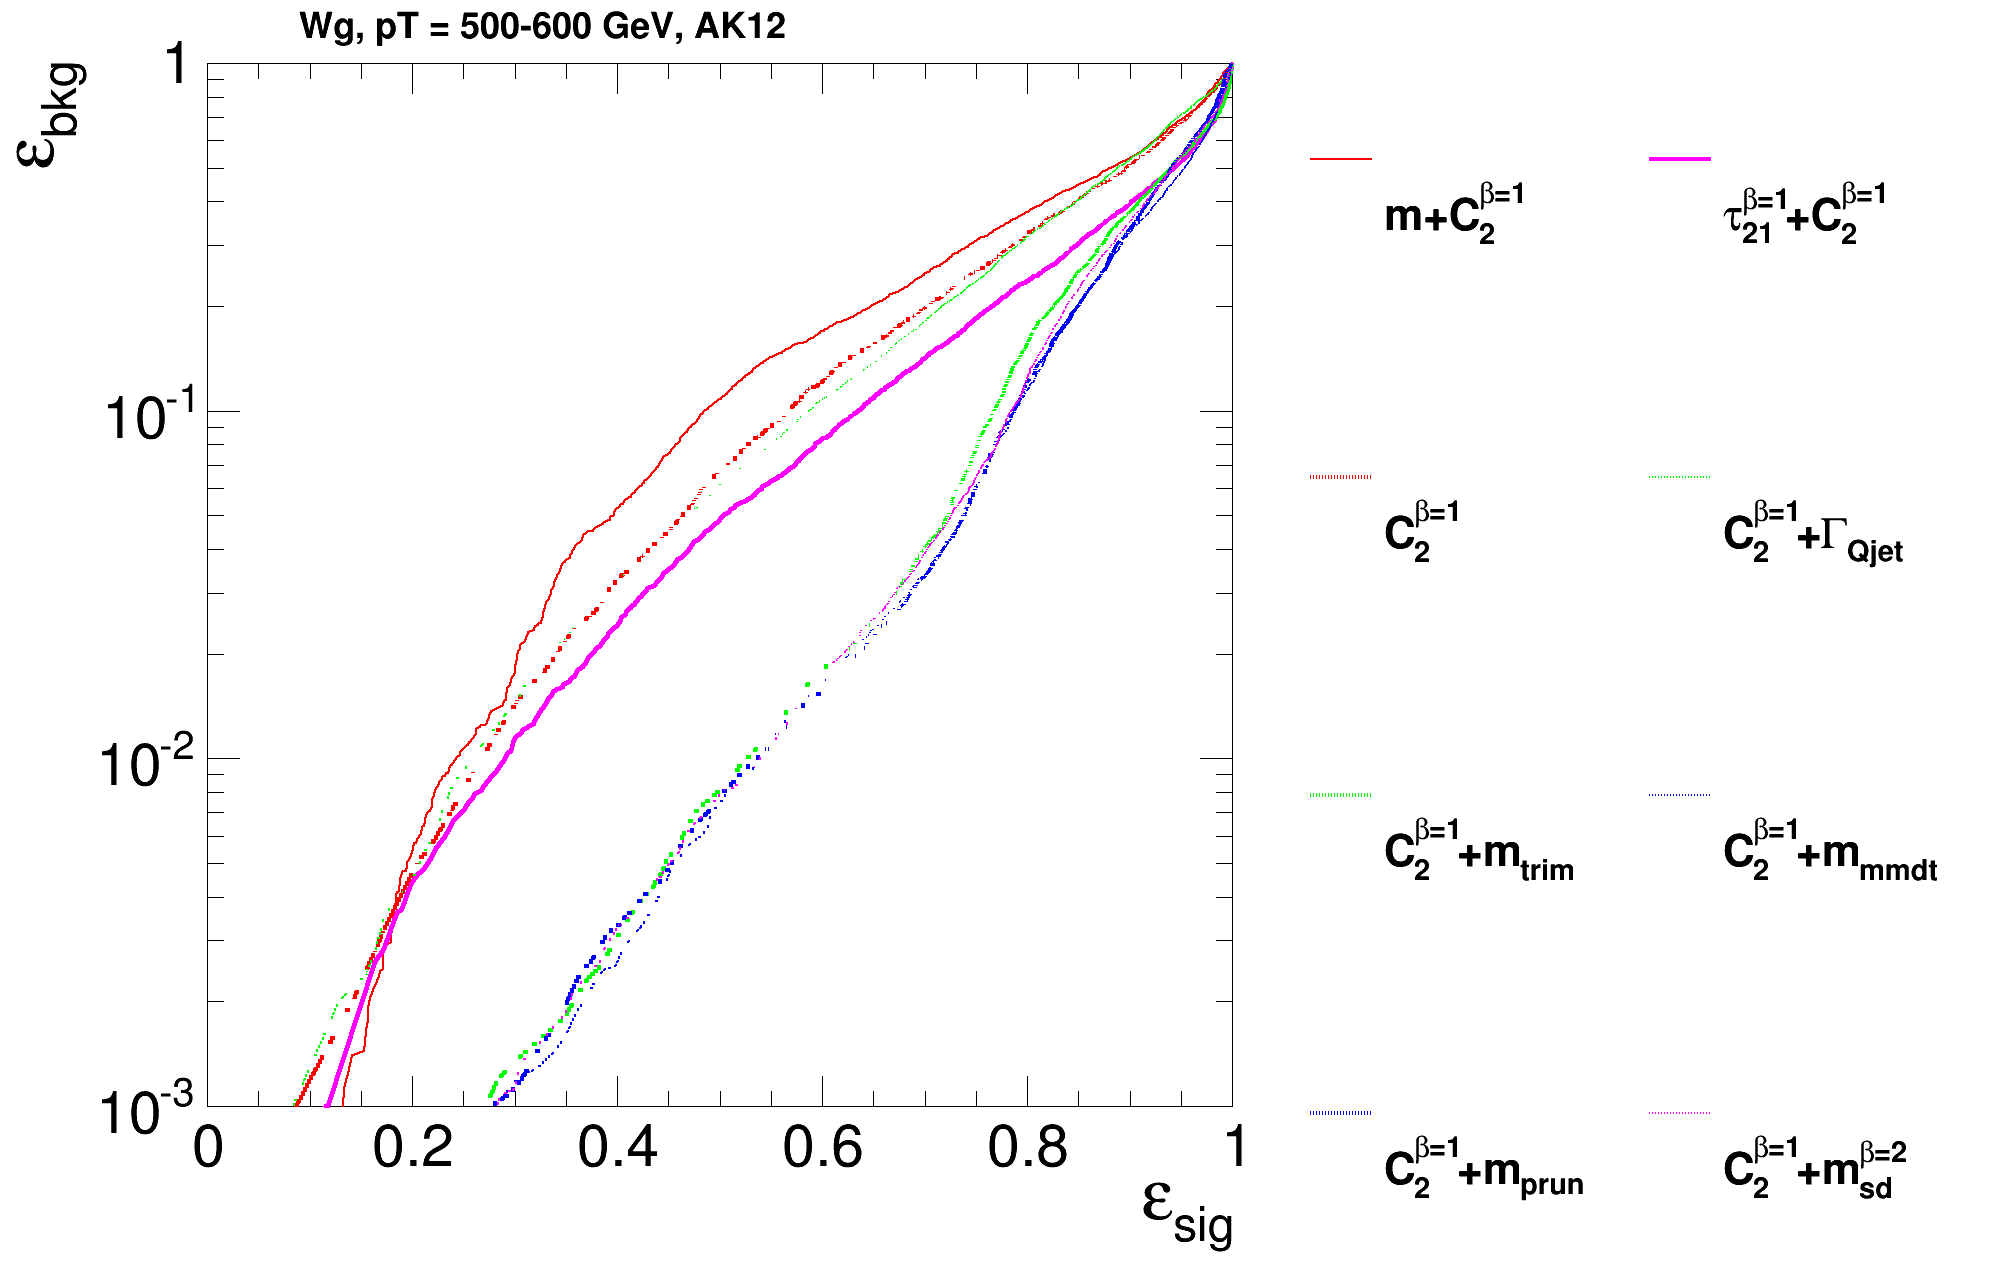 Wg, pT = 500-600 GeV, AK12
ε_bkg
1
10^-1
10^-2
10^-3
0 0.2 0.4 0.6 0.8 1
ε_sig
m+C_2^β=1
τ_21^β=1+C_2^β=1
C_2^β=1
C_2^β=1+Γ_Qjet
C_2^β=1+m_trim
C_2^β=1+m_mmdt
C_2^β=1+m_prun
C_2^β=1+m_sd^β=2